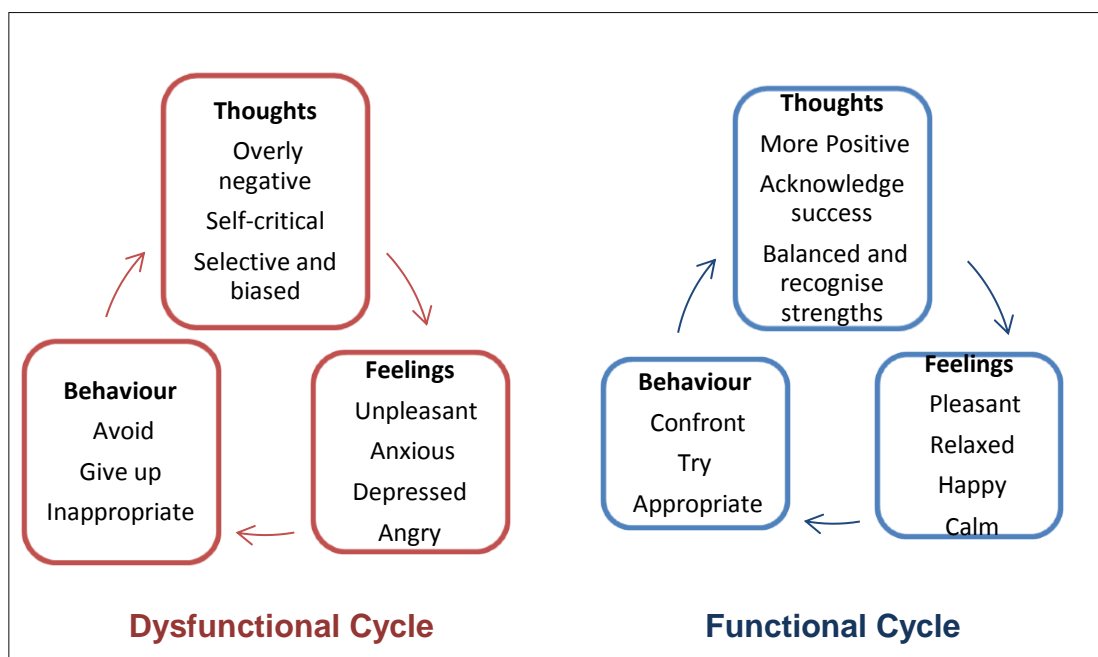 Thoughts
Overly
negative
Self-critical
Selective and
biased
Behaviour
Avoid
Give up
Inappropriate
Feelings
Unpleasant
Anxious
Depressed
Angry
Dysfunctional Cycle
Thoughts
More Positive
Acknowledge
success
Balanced and
recognise
strengths
Behaviour
Confront
Try
Appropriate
Feelings
Pleasant
Relaxed
Happy
Calm
Functional Cycle